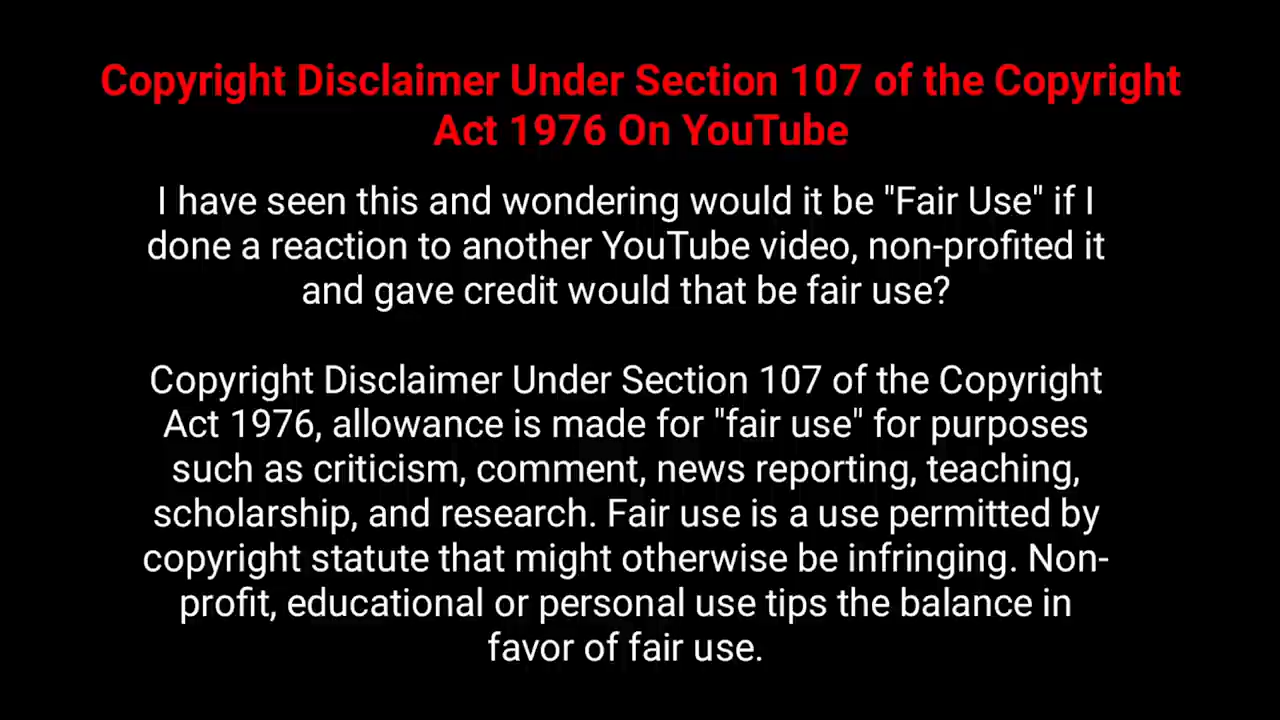 Copyright Disclaimer Under Section 107 of the Copyright
Act 1976 On YouTube
I have seen this and wondering would it be "Fair Use" if I
done a reaction to another YouTube video, non-profited it
and gave credit would that be fair use?
Copyright Disclaimer Under Section 107 of the Copyright
Act 1976, allowance is made for "fair use" for purposes
such as criticism, comment, news reporting, teaching,
scholarship, and research. Fair use is a use permitted by
copyright statute that might otherwise be infringing. Non-
profit, educational or personal use tips the balance in
favor of fair use.